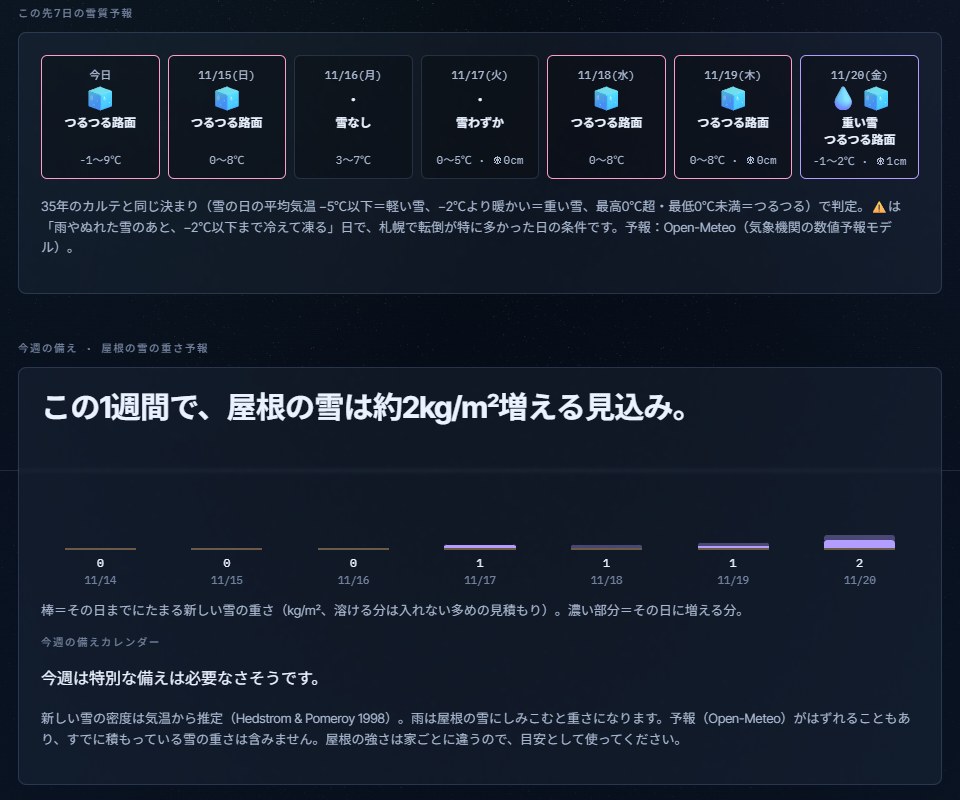 この先7日の雪質予報
今日
つるつる路面
-1〜9℃
11/15(日)
つるつる路面
0〜8℃
11/16(月)
・
雪なし
3〜7℃
11/17(火)
・
雪わずか
0〜5℃ · ❄0cm
11/18(水)
つるつる路面
0〜8℃
11/19(木)
つるつる路面
0〜8℃ · ❄0cm
11/20(金)
重い雪
つるつる路面
-1〜2℃ · ❄1cm
35年のカルテと同じ決まり（雪の日の平均気温 −5℃以下＝軽い雪、−2℃より暖かい＝重い雪、最高0℃超・最低0℃未満＝つるつる）で判定。⚠️は
「雨やぬれた雪のあと、−2℃以下まで冷えて凍る」日で、札幌で転倒が特に多かった日の条件です。予報：Open-Meteo（気象機関の数値予報モデ
ル）。
今週の備え · 屋根の雪の重さ予報
この1週間で、屋根の雪は約2kg/m²増える見込み。
0 0 0 1 1 1 2
11/14 11/15 11/16 11/17 11/18 11/19 11/20
棒＝その日までにたまる新しい雪の重さ（kg/m²、溶ける分は入れない多めの見積もり）。濃い部分＝その日に増える分。
今週の備えカレンダー
今週は特別な備えは必要なさそうです。
新しい雪の密度は気温から推定（Hedstrom & Pomeroy 1998）。雨は屋根の雪にしみこむと重さになります。予報（Open-Meteo）がはずれることもあ
り、すでに積もっている雪の重さは含みません。屋根の強さは家ごとに違うので、目安として使ってください。